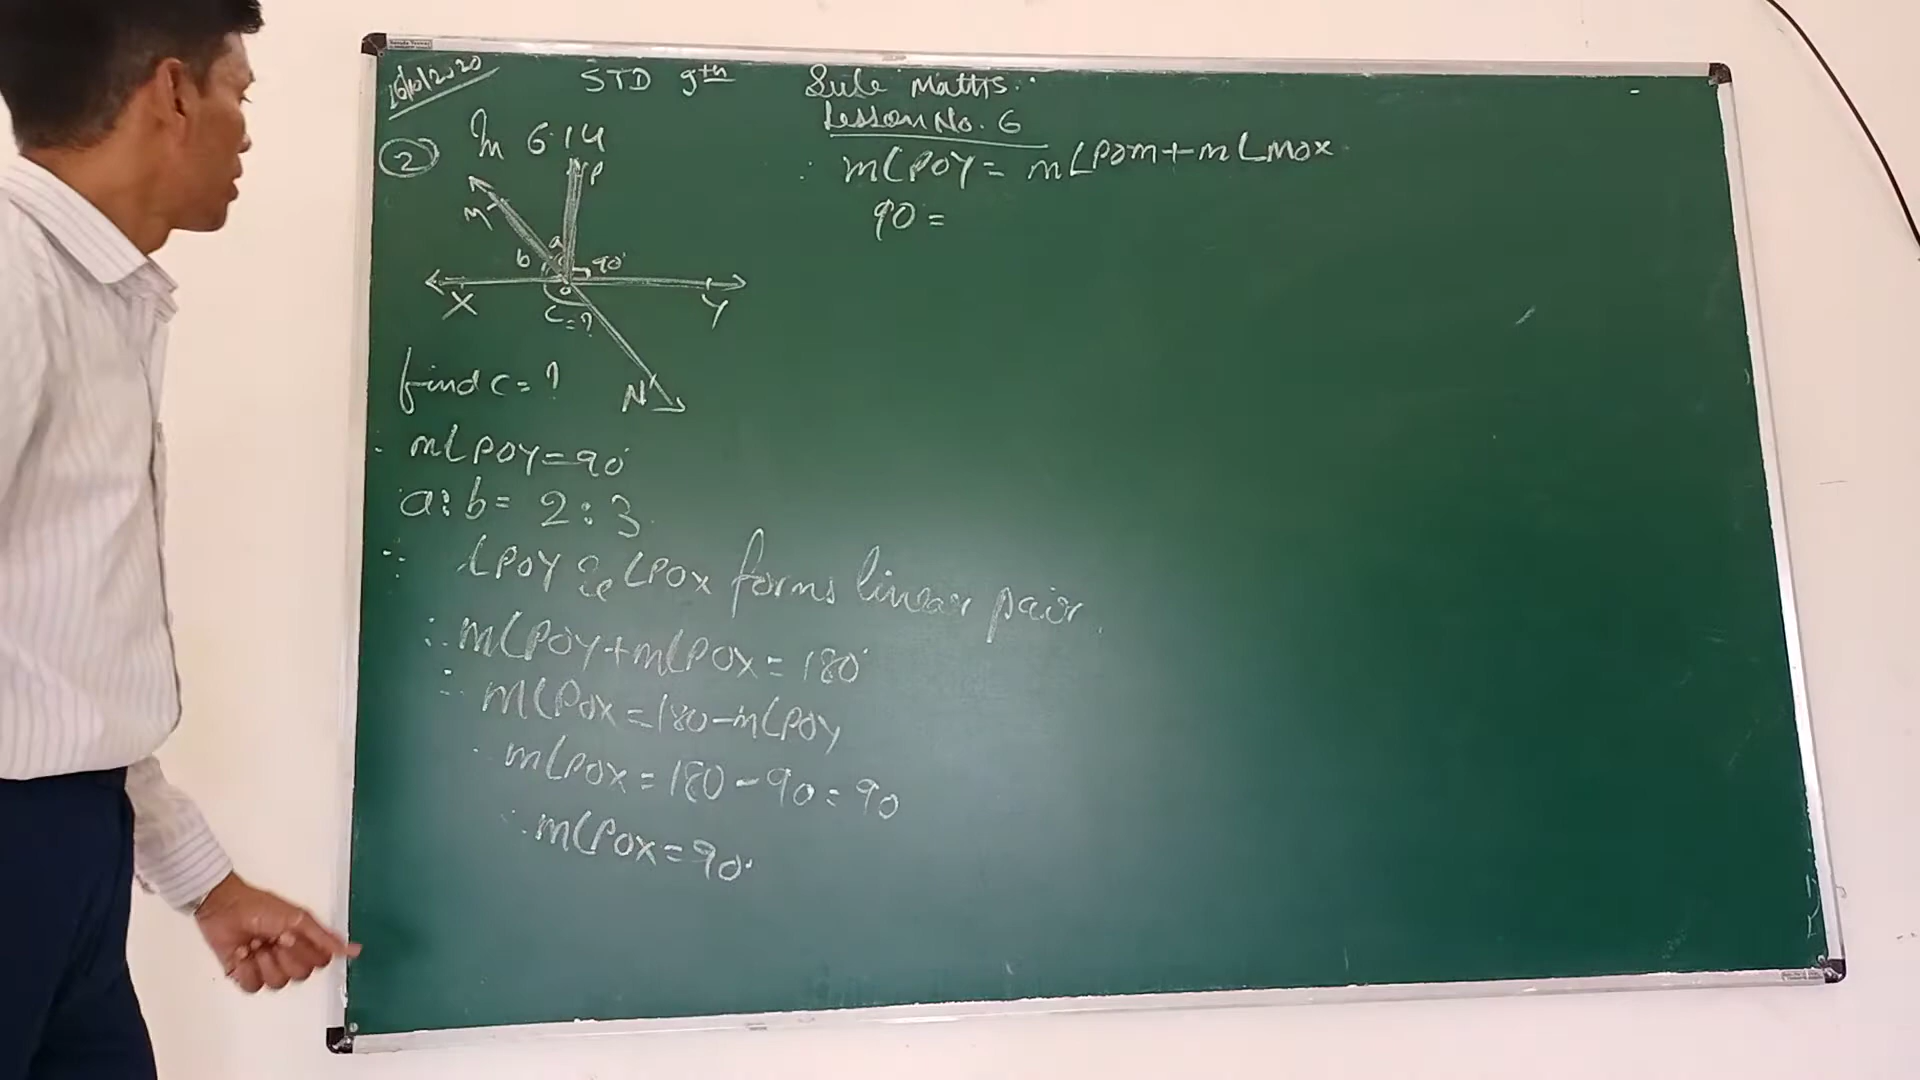 16/10/2020
STD 9th
Sub:- Maths.
Lesson No. 6
② In 6.14
P
M
a
b
90°
X
O
Y
C=?
N
find c = ?
m∠POY=90°
a:b= 2:3.
∵ ∠POY & ∠POX forms linear pair.
∴ m∠POY+m∠POX=180°
∴ m∠POX=180-m∠POY
∴ m∠POX=180-90=90
∴ m∠POX=90°
∴ m∠POY= m∠POM+m∠MOX
90=